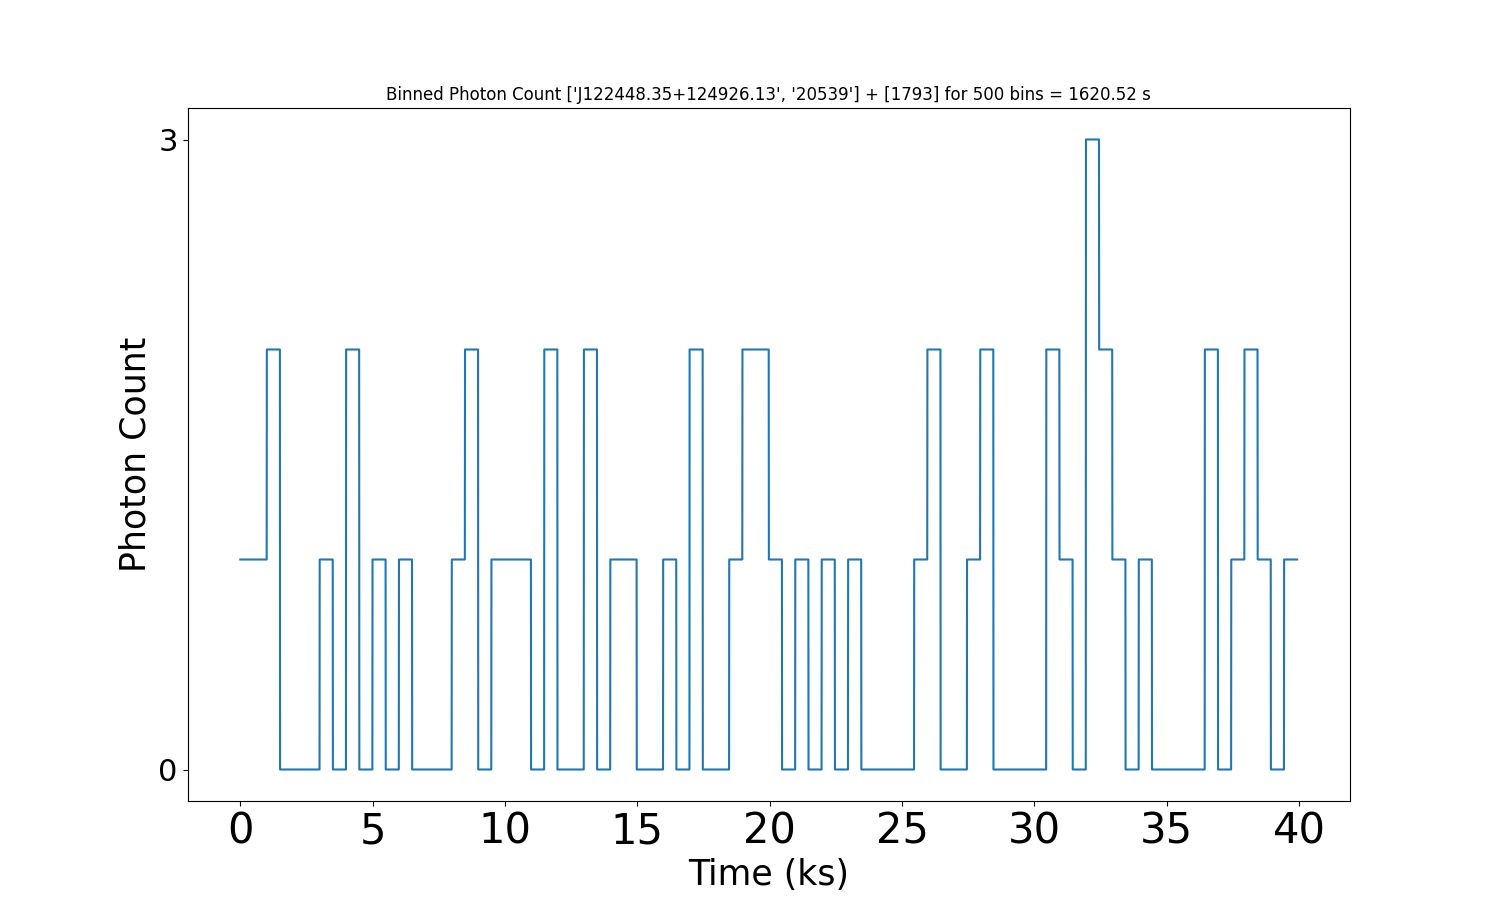 Binned Photon Count ['J122448.35+124926.13', '20539'] + [1793] for 500 bins = 1620.52 s
3
Photon Count
0
0 5 10 15 20 25 30 35 40
Time (ks)